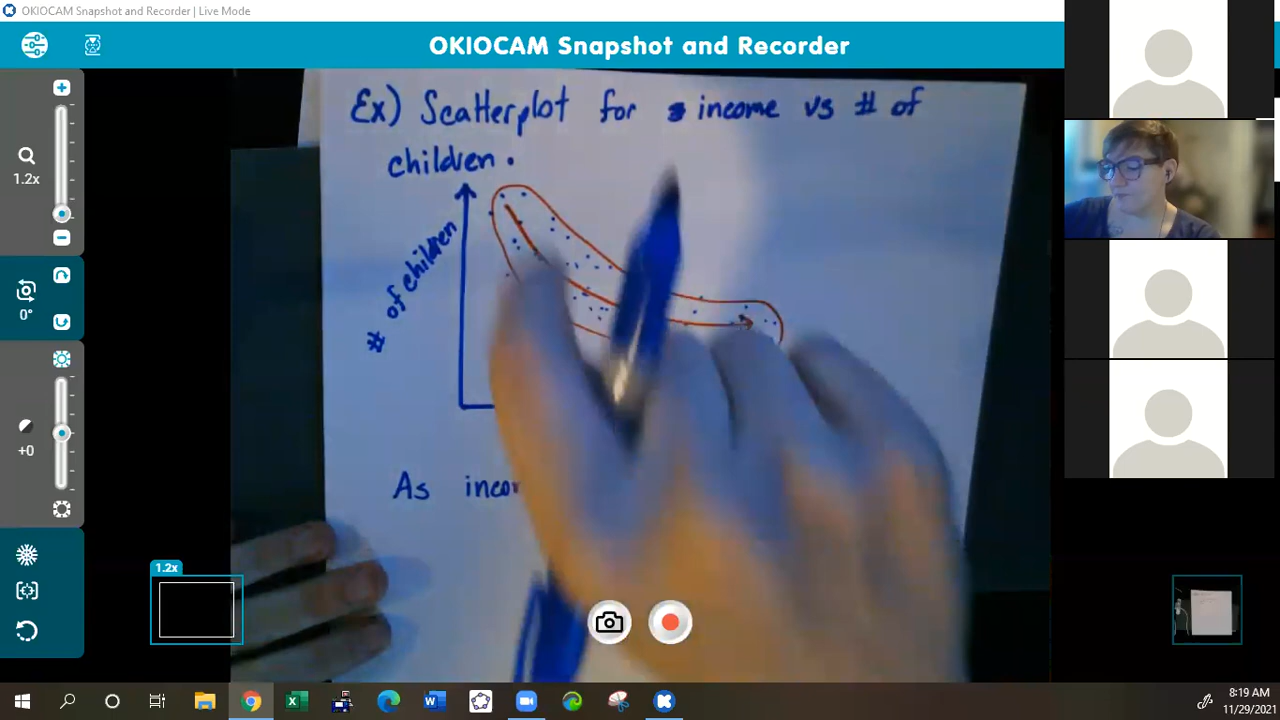 OKIOCAM Snapshot and Recorder | Live Mode
OKIOCAM Snapshot and Recorder
1.2x
0°
+0
Ex) Scatterplot for income vs # of
children.
# of children
As
1.2x
8:19 AM
11/29/2021